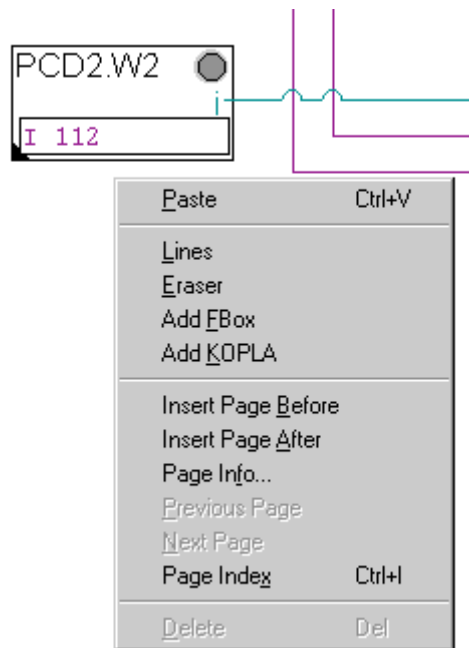 PCD2.W2
i
I 112
Paste Ctrl+V
Lines
Eraser
Add FBox
Add KOPLA
Insert Page Before
Insert Page After
Page Info...
Previous Page
Next Page
Page Index Ctrl+I
Delete Del